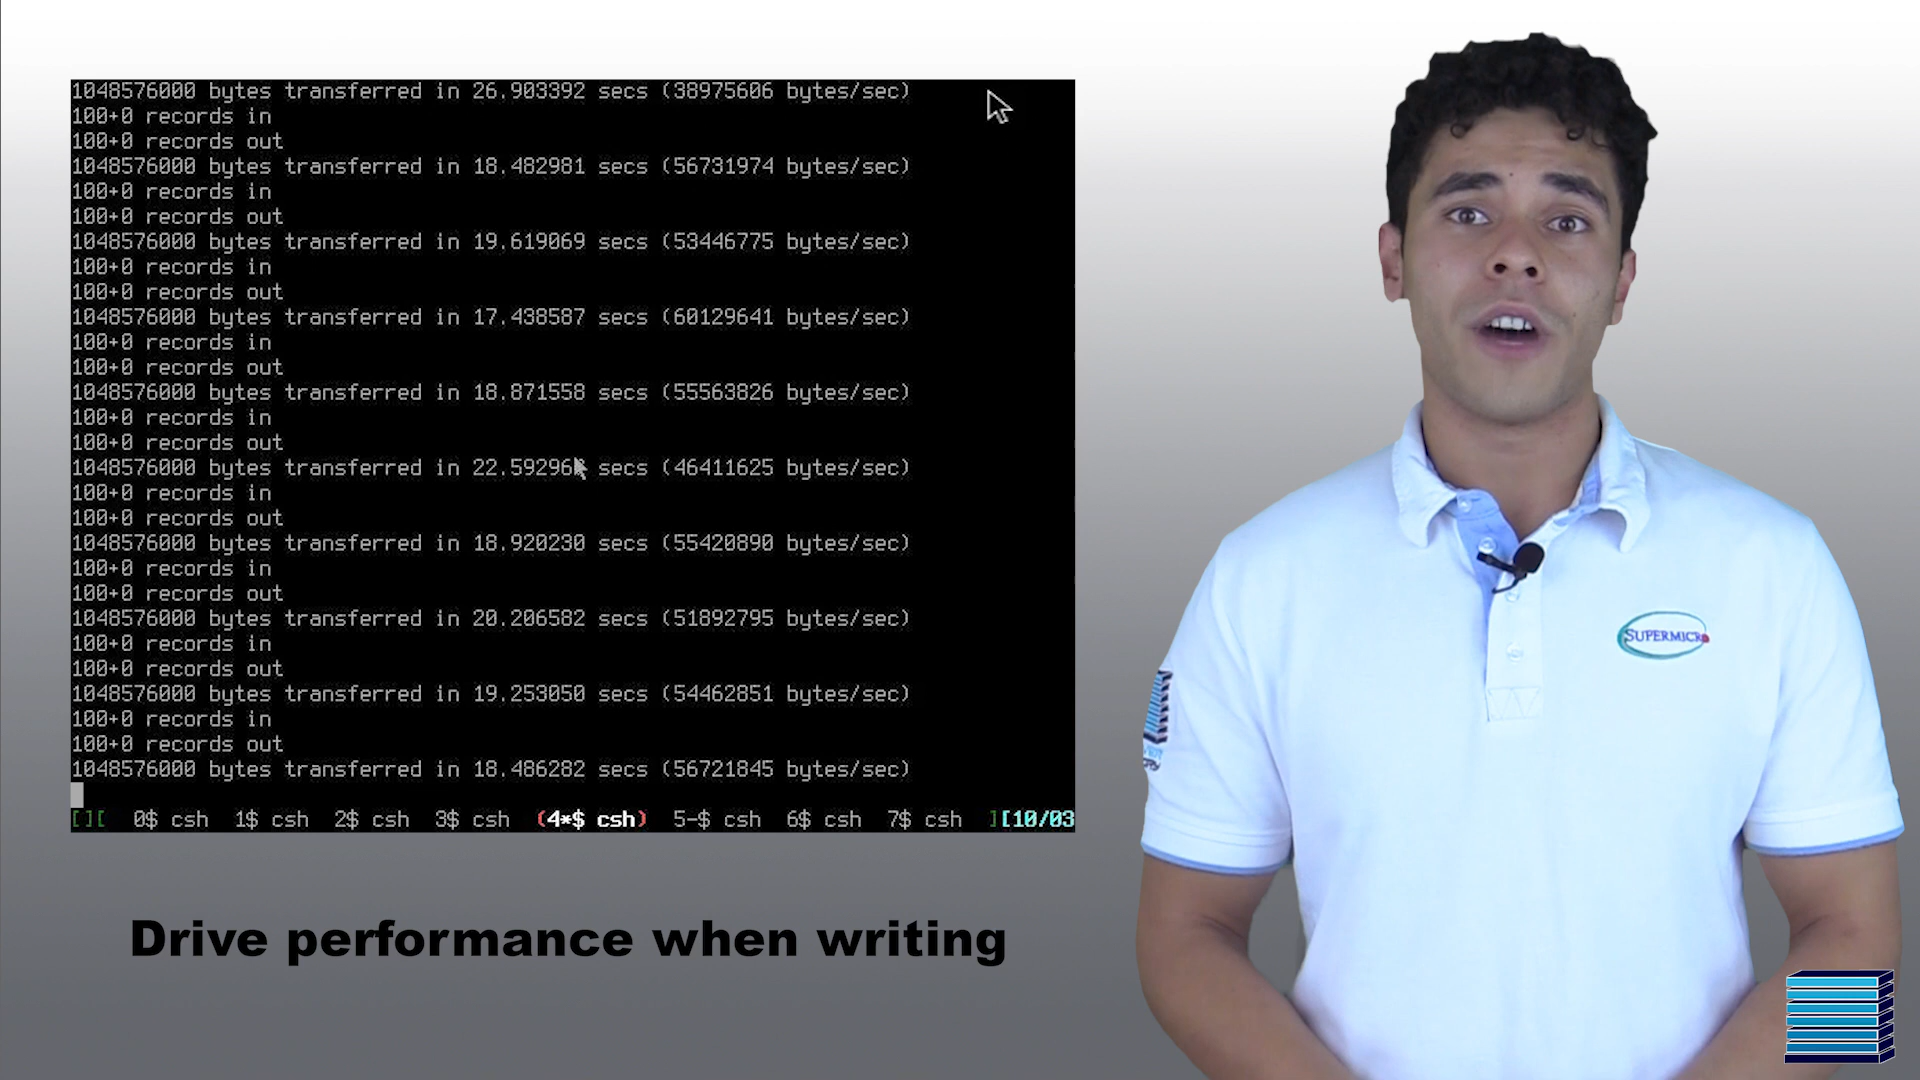 1048576000 bytes transferred in 26.903392 secs (38975606 bytes/sec)
100+0 records in
100+0 records out
1048576000 bytes transferred in 18.482981 secs (56731974 bytes/sec)
100+0 records in
100+0 records out
1048576000 bytes transferred in 19.619069 secs (53446775 bytes/sec)
100+0 records in
100+0 records out
1048576000 bytes transferred in 17.438587 secs (60129641 bytes/sec)
100+0 records in
100+0 records out
1048576000 bytes transferred in 18.871558 secs (55563826 bytes/sec)
100+0 records in
100+0 records out
1048576000 bytes transferred in secs (46411625 bytes/sec)
100+0 records in
100+0 records out
1048576000 bytes transferred in 18.920230 secs (55420890 bytes/sec)
100+0 records in
100+0 records out
1048576000 bytes transferred in 20.206582 secs (51892795 bytes/sec)
100+0 records in
100+0 records out
1048576000 bytes transferred in 19.253050 secs (54462851 bytes/sec)
100+0 records in
100+0 records out
1048576000 bytes transferred in 18.486282 secs (56721845 bytes/sec)
[][ 0$ csh 1$ csh 2$ csh 3$ csh (4*$ csh) 5-$ csh 6$ csh 7$ csh ][10/03
Drive performance when writing
SUPERMICR